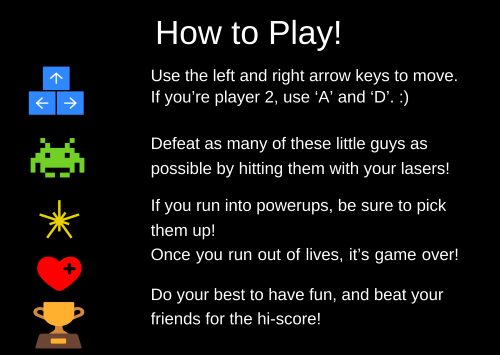 How to Play!
Use the left and right arrow keys to move.
If you’re player 2, use ‘A’ and ‘D’. :)
Defeat as many of these little guys as
possible by hitting them with your lasers!
If you run into powerups, be sure to pick
them up!
Once you run out of lives, it’s game over!
Do your best to have fun, and beat your
friends for the hi-score!